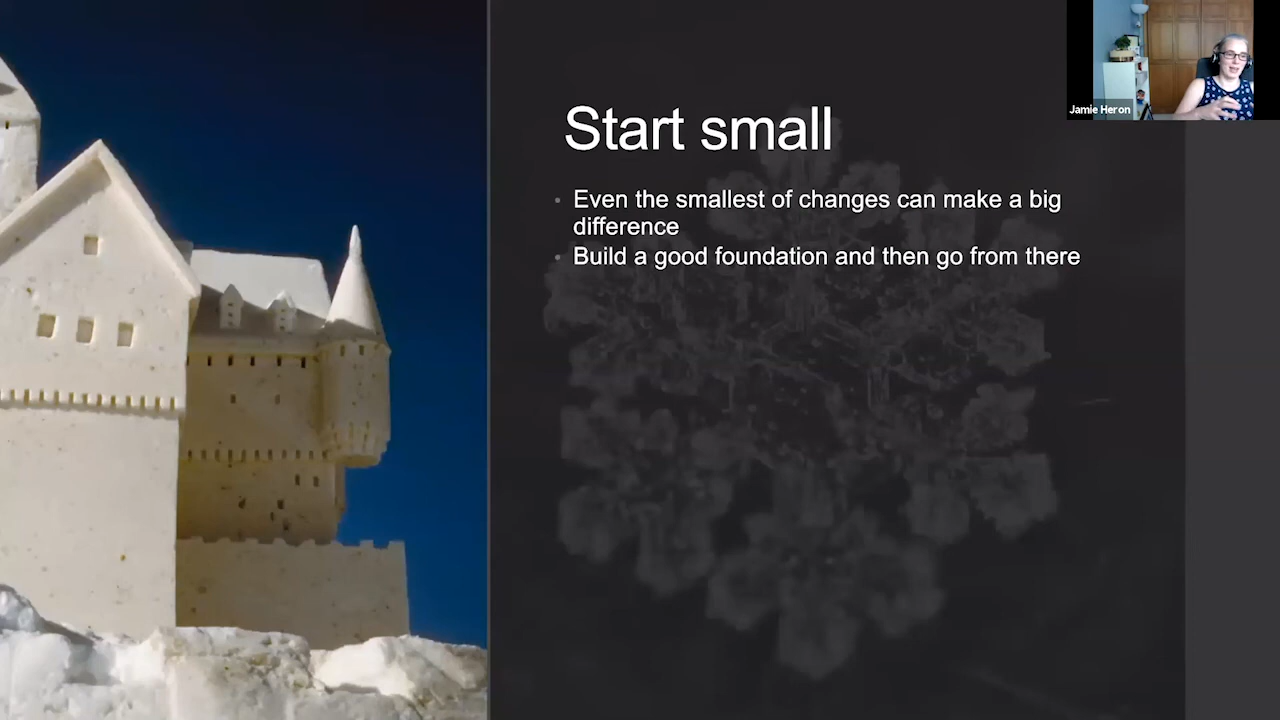 Start small
Even the smallest of changes can make a big
difference
Build a good foundation and then go from there
Jamie Heron